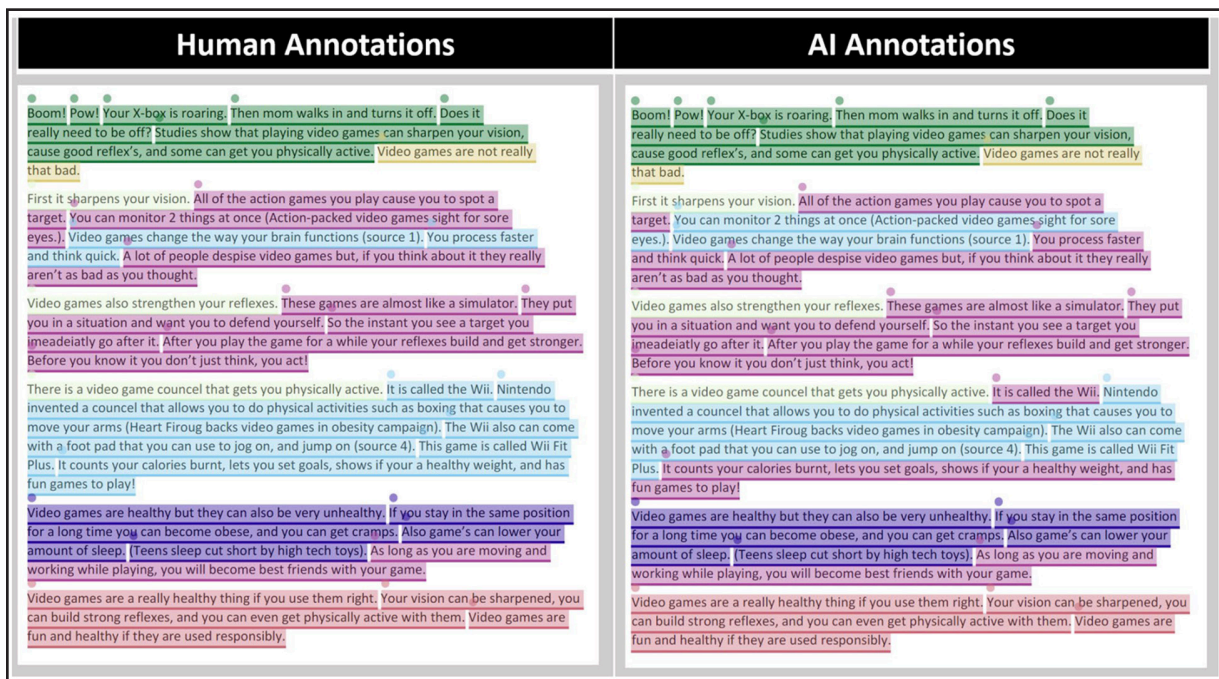 Human Annotations
Boom! Pow! Your X-box is roaring. Then mom walks in and turns it off. Does it
really need to be off? Studies show that playing video games can sharpen your vision,
cause good reflex's, and some can get you physically active. Video games are not really
that bad.
First it sharpens your vision. All of the action games you play cause you to spot a
target. You can monitor 2 things at once (Action-packed video games sight for sore
eyes.). Video games change the way your brain functions (source 1). You process faster
and think quick. A lot of people despise video games but, if you think about it they really
aren't as bad as you thought.
Video games also strengthen your reflexes. These games are almost like a simulator. They put
you in a situation and want you to defend yourself. So the instant you see a target you
imeadeiatly go after it. After you play the game for a while your reflexes build and get stronger.
Before you know it you don't just think, you act!
There is a video game councel that gets you physically active. It is called the Wii. Nintendo
invented a councel that allows you to do physical activities such as boxing that causes you to
move your arms (Heart Firoug backs video games in obesity campaign). The Wii also can come
with a foot pad that you can use to jog on, and jump on (source 4). This game is called Wii Fit
Plus. It counts your calories burnt, lets you set goals, shows if your a healthy weight, and has
fun games to play!
Video games are healthy but they can also be very unhealthy. If you stay in the same position
for a long time you can become obese, and you can get cramps. Also game's can lower your
amount of sleep. (Teens sleep cut short by high tech toys). As long as you are moving and
working while playing, you will become best friends with your game.
Video games are a really healthy thing if you use them right. Your vision can be sharpened, you
can build strong reflexes, and you can even get physically active with them. Video games are
fun and healthy if they are used responsibly.
AI Annotations
Boom! Pow! Your X-box is roaring. Then mom walks in and turns it off. Does it
really need to be off? Studies show that playing video games can sharpen your vision,
cause good reflex's, and some can get you physically active. Video games are not really
that bad.
First it sharpens your vision. All of the action games you play cause you to spot a
target. You can monitor 2 things at once (Action-packed video games sight for sore
eyes.). Video games change the way your brain functions (source 1). You process faster
and think quick. A lot of people despise video games but, if you think about it they really
aren't as bad as you thought.
Video games also strengthen your reflexes. These games are almost like a simulator. They put
you in a situation and want you to defend yourself. So the instant you see a target you
imeadeiatly go after it. After you play the game for a while your reflexes build and get stronger.
Before you know it you don't just think, you act!
There is a video game councel that gets you physically active. It is called the Wii. Nintendo
invented a councel that allows you to do physical activities such as boxing that causes you to
move your arms (Heart Firoug backs video games in obesity campaign). The Wii also can come
with a foot pad that you can use to jog on, and jump on (source 4). This game is called Wii Fit
Plus. It counts your calories burnt, lets you set goals, shows if your a healthy weight, and has
fun games to play!
Video games are healthy but they can also be very unhealthy. If you stay in the same position
for a long time you can become obese, and you can get cramps. Also game's can lower your
amount of sleep. (Teens sleep cut short by high tech toys). As long as you are moving and
working while playing, you will become best friends with your game.
Video games are a really healthy thing if you use them right. Your vision can be sharpened, you
can build strong reflexes, and you can even get physically active with them. Video games are
fun and healthy if they are used responsibly.